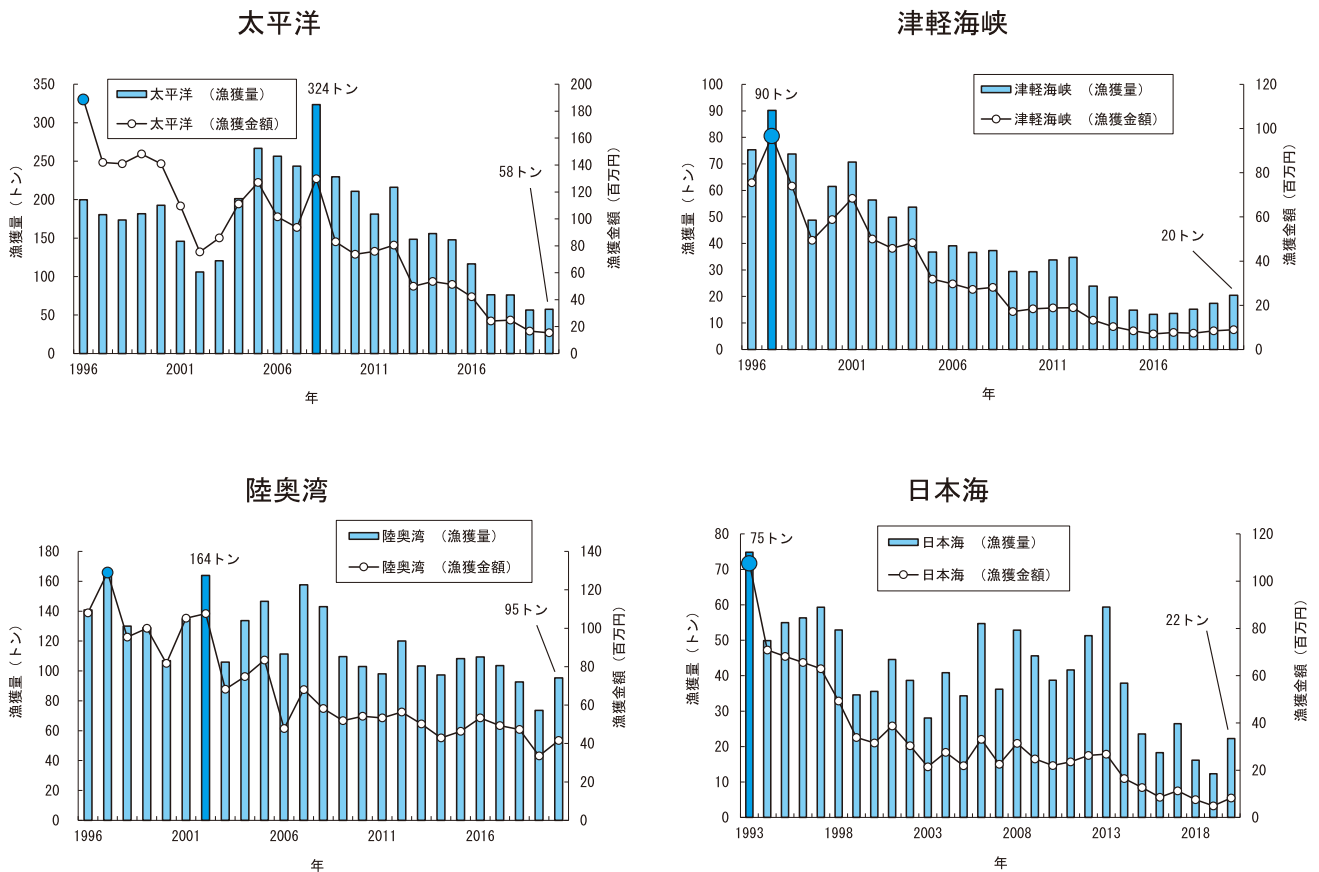 太平洋
漁獲量（トン）
350
300
250
200
150
100
50
0
太平洋　（漁獲量）
太平洋　（漁獲金額）
324トン
58トン
200
180
160
140
120
100
80
60
40
20
0
漁獲金額（百万円）
1996
2001
2006
2011
2016
年
津軽海峡
漁獲量（トン）
100
90
80
70
60
50
40
30
20
10
0
90トン
津軽海峡　（漁獲量）
津軽海峡　（漁獲金額）
20トン
120
100
80
60
40
20
0
漁獲金額（百万円）
1996
2001
2006
2011
2016
年
陸奥湾
漁獲量（トン）
180
160
140
120
100
80
60
40
20
0
164トン
陸奥湾　（漁獲量）
陸奥湾　（漁獲金額）
95トン
140
120
100
80
60
40
20
0
漁獲金額（百万円）
1996
2001
2006
2011
2016
年
日本海
漁獲量（トン）
80
70
60
50
40
30
20
10
0
75トン
日本海　（漁獲量）
日本海　（漁獲金額）
22トン
120
100
80
60
40
20
0
漁獲金額（百万円）
1993
1998
2003
2008
2013
2018
年